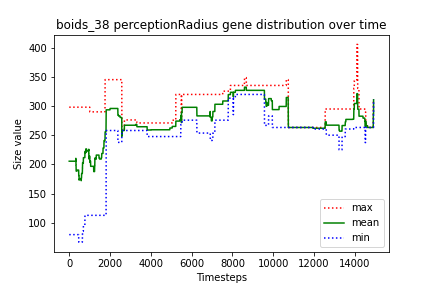 boids_38 perceptionRadius gene distribution over time
Size value
400
350
300
250
200
150
100
0
2000
4000
6000
8000
10000
12000
14000
Timesteps
max
mean
min